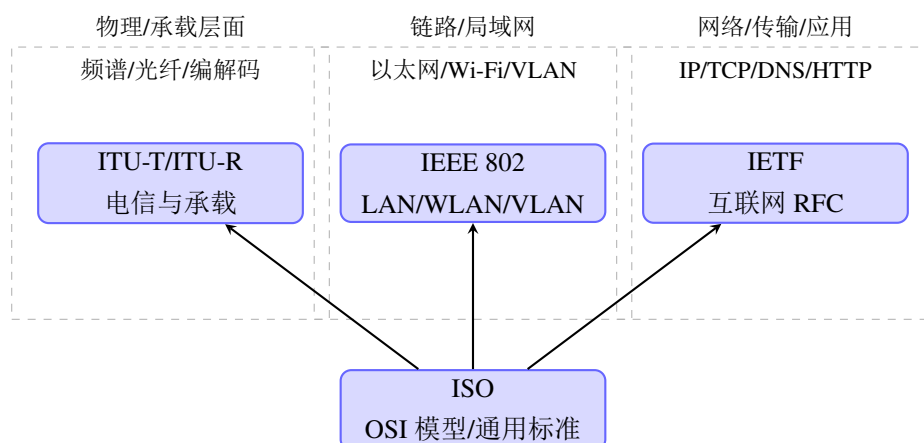 物理/承载层面
链路/局域网
网络/传输/应用
频谱/光纤/编解码
以太网/Wi-Fi/VLAN
IP/TCP/DNS/HTTP
ITU-T/ITU-R
电信与承载
IEEE 802
LAN/WLAN/VLAN
IETF
互联网 RFC
ISO
OSI 模型/通用标准